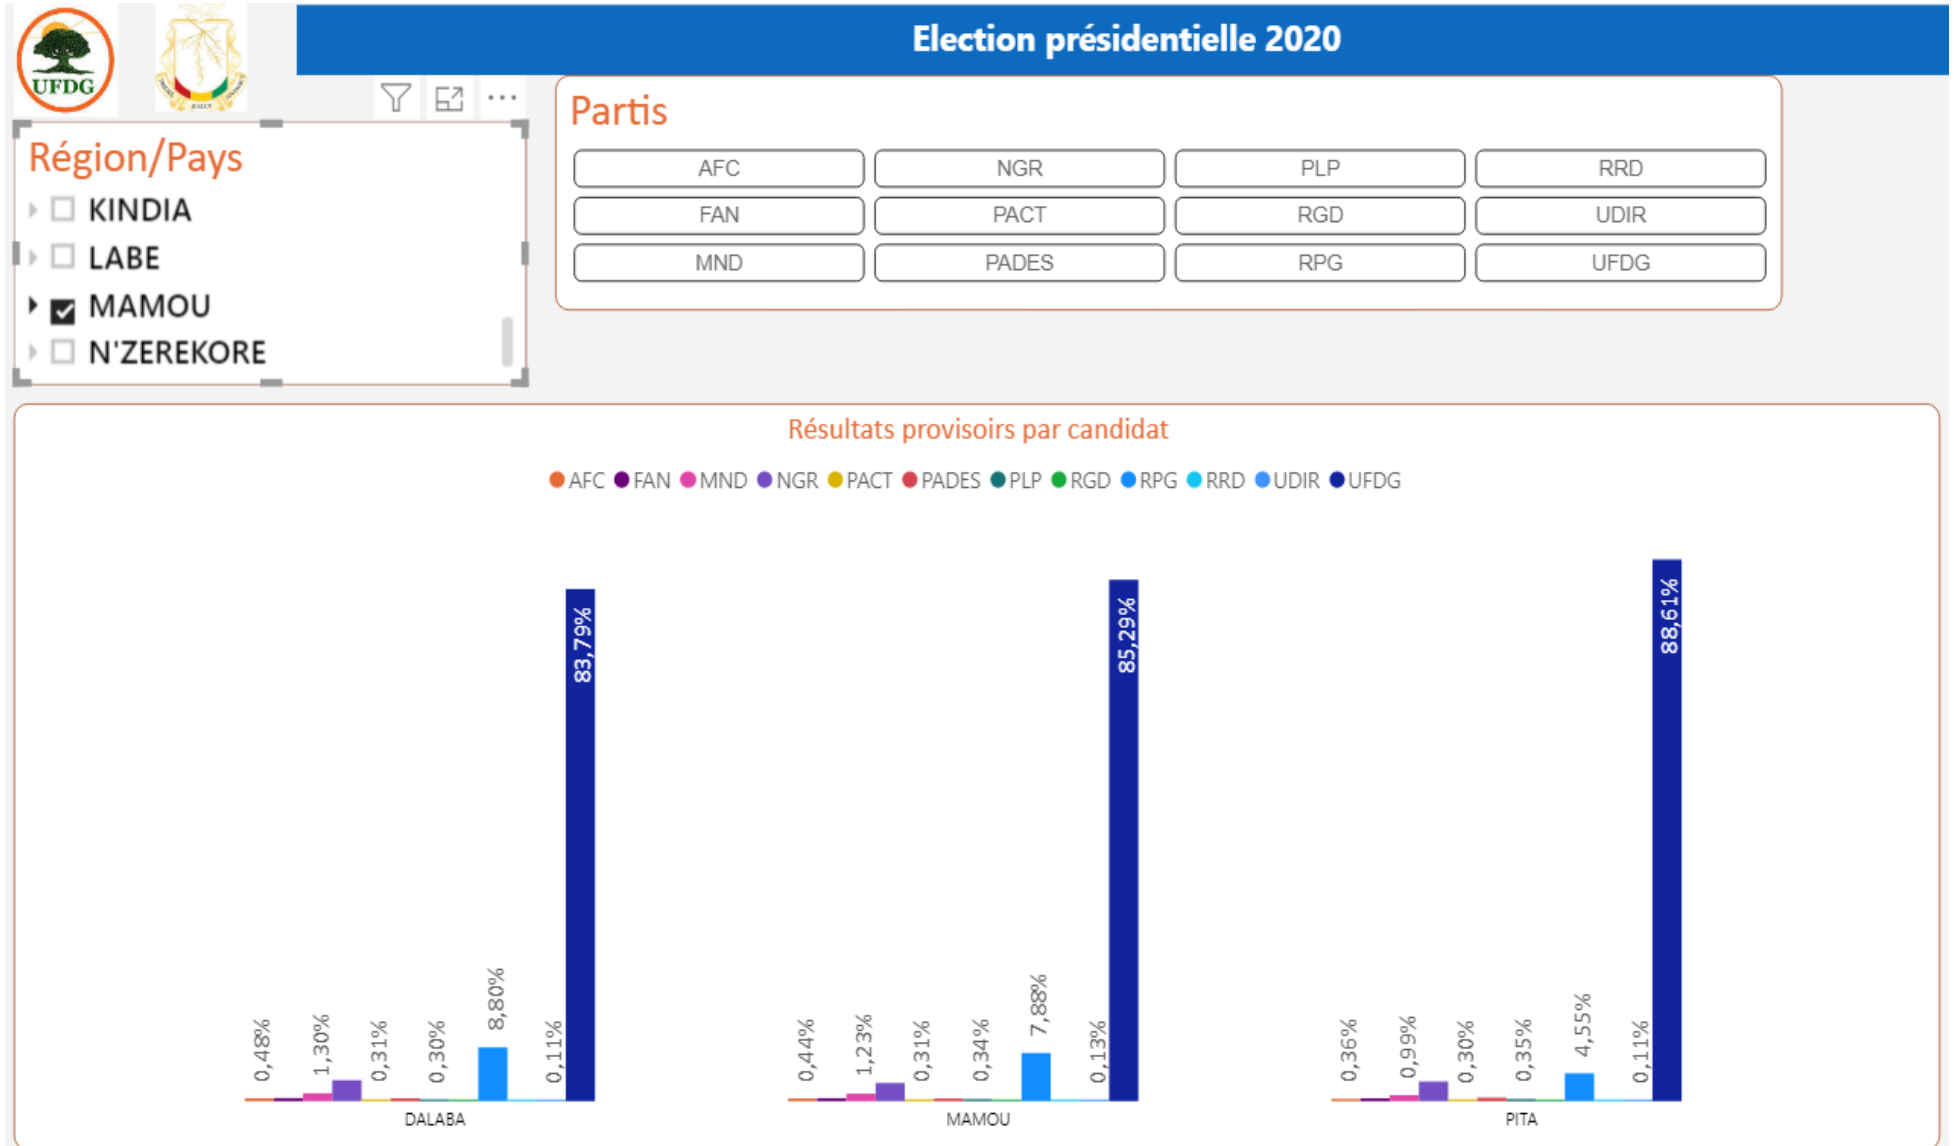 Election présidentielle 2020
UFDG
Région/Pays
KINDIA
LABE
MAMOU
N'ZEREKORE
Partis
AFC NGR PLP RRD
FAN PACT RGD UDIR
MND PADES RPG UFDG
Résultats provisoirs par candidat
AFC FAN MND NGR PACT PADES PLP RGD RPG RRD UDIR UFDG
0,48% 1,30% 0,31% 0,30% 8,80% 0,11% 83,79%
0,44% 1,23% 0,31% 0,34% 7,88% 0,13% 85,29%
0,36% 0,99% 0,30% 0,35% 4,55% 0,11% 88,61%
DALABA MAMOU PITA